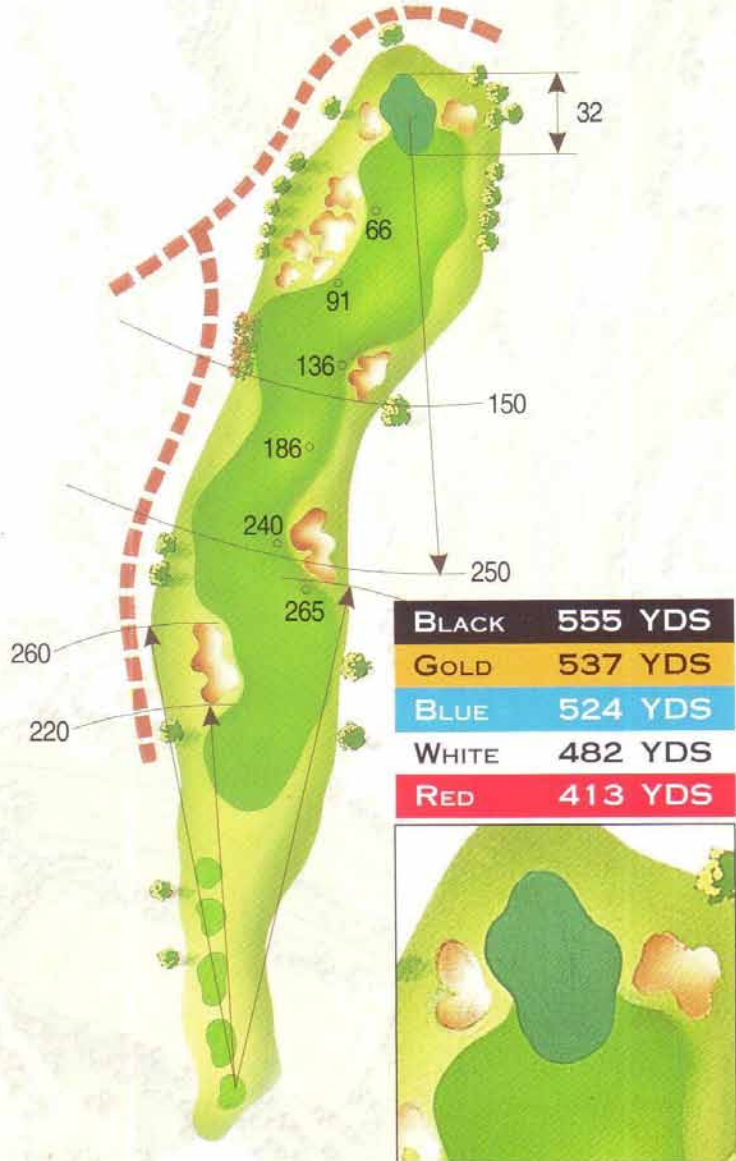 32
66
91
136
150
186
240
250
265
260
220
BLACK 555 YDS
GOLD 537 YDS
BLUE 524 YDS
WHITE 482 YDS
RED 413 YDS